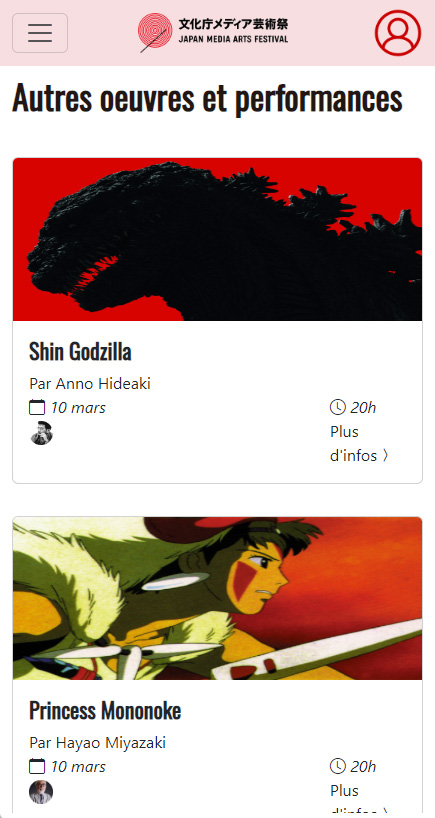 文化庁メディア芸術祭
JAPAN MEDIA ARTS FESTIVAL
Autres oeuvres et performances
Shin Godzilla
Par Anno Hideaki
10 mars
20h
Plus
d'infos 〉
Princess Mononoke
Par Hayao Miyazaki
10 mars
20h
Plus
d'infos 〉